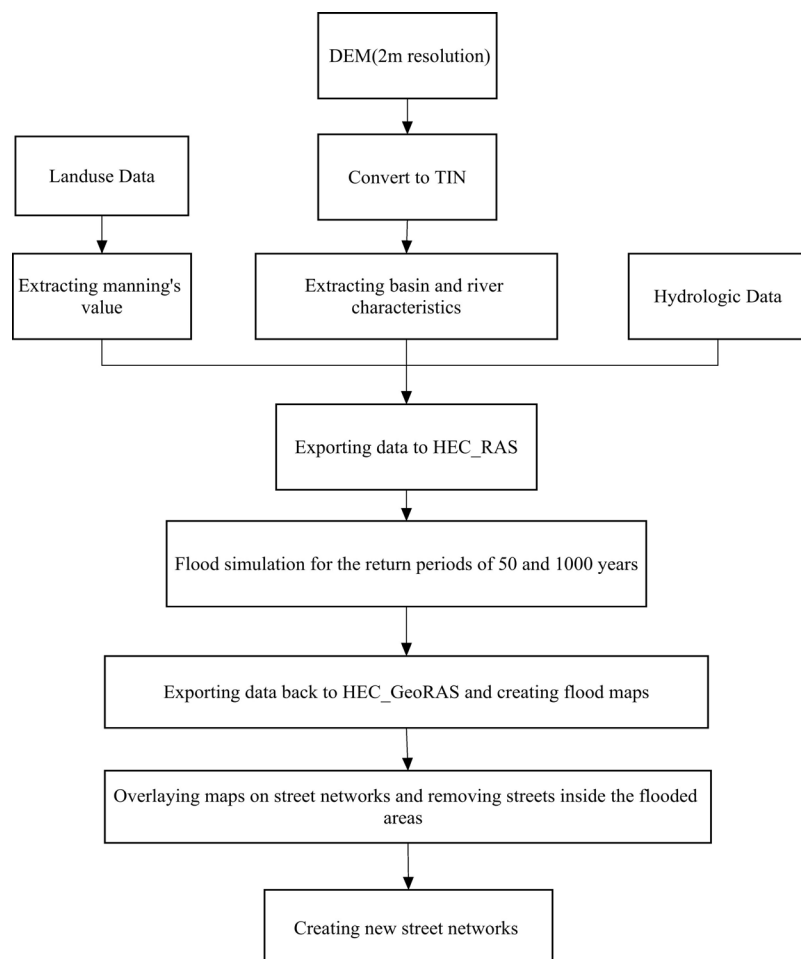 DEM(2m resolution)
Landuse Data
Convert to TIN
Extracting manning's
value
Extracting basin and river
characteristics
Hydrologic Data
Exporting data to HEC_RAS
Flood simulation for the return periods of 50 and 1000 years
Exporting data back to HEC_GeoRAS and creating flood maps
Overlaying maps on street networks and removing streets inside the flooded
areas
Creating new street networks